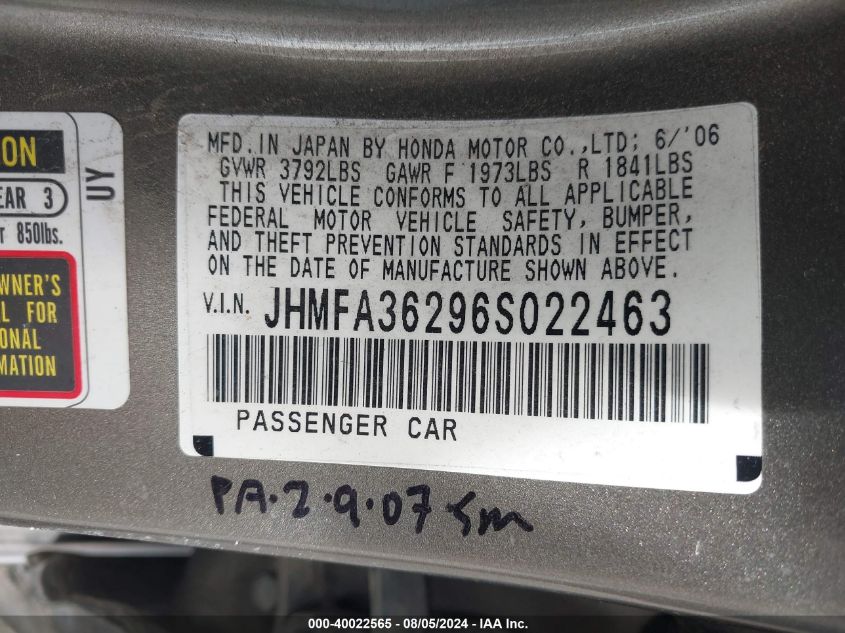 ON
EAR 3
r 850lbs.
WNER'S
L FOR
ONAL
RMATION
UY
MFD.IN JAPAN BY HONDA MOTOR CO.,LTD; 6/'06
GVWR 3792LBS GAWR F 1973LBS R 1841LBS
THIS VEHICLE CONFORMS TO ALL APPLICABLE
FEDERAL MOTOR VEHICLE SAFETY, BUMPER,
AND THEFT PREVENTION STANDARDS IN EFFECT
ON THE DATE OF MANUFACTURE SHOWN ABOVE.
V.I.N. JHMFA36296S022463
PASSENGER CAR
PA.2.9.07 Sm
000-40022565 - 08/05/2024 - IAA Inc.